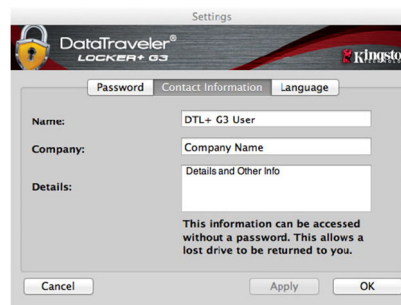 Settings
DataTraveler®
LOCKER+ G3
Kingsto
Password Contact Information Language
Name: DTL+ G3 User
Company: Company Name
Details: Details and Other Info
This information can be accessed
without a password. This allows a
lost drive to be returned to you.
Cancel Apply OK